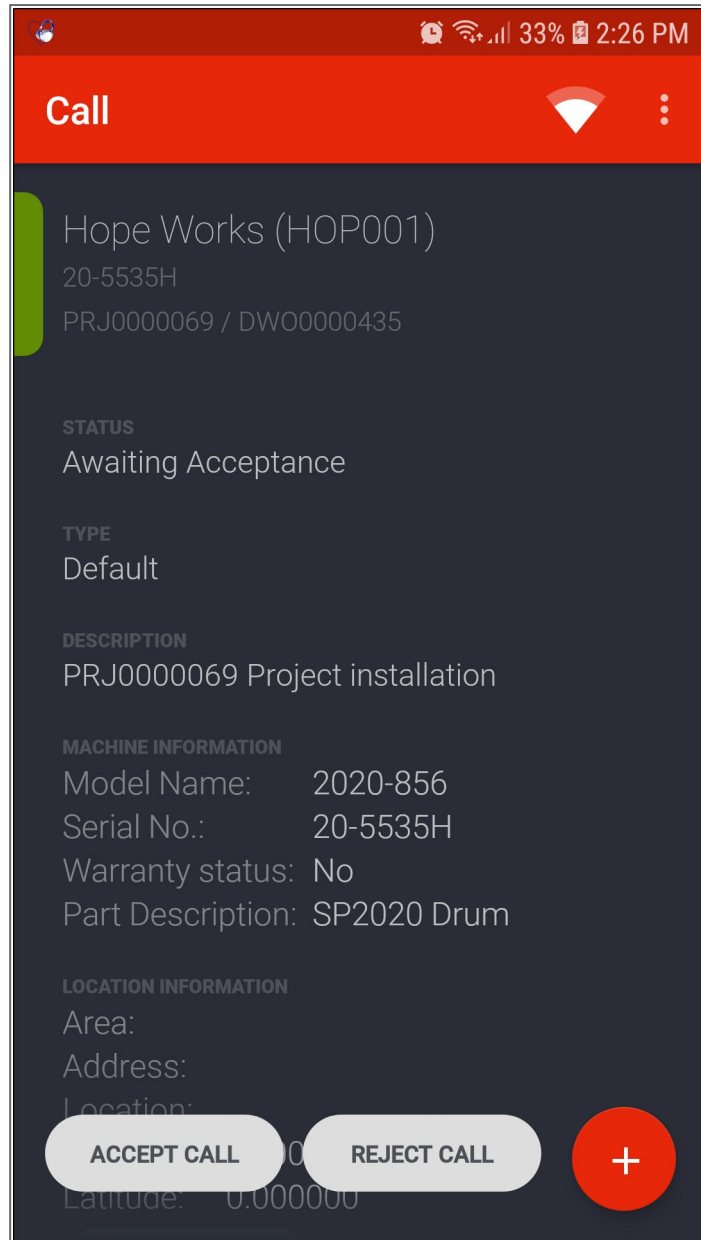 33% 2:26 PM
Call
Hope Works (HOP001)
20-5535H
PRJ0000069 / DWO0000435
STATUS
Awaiting Acceptance
TYPE
Default
DESCRIPTION
PRJ0000069 Project installation
MACHINE INFORMATION
Model Name: 2020-856
Serial No.: 20-5535H
Warranty status: No
Part Description: SP2020 Drum
LOCATION INFORMATION
Area:
Address:
Location:
ACCEPT CALL REJECT CALL +
Latitude: 0.000000